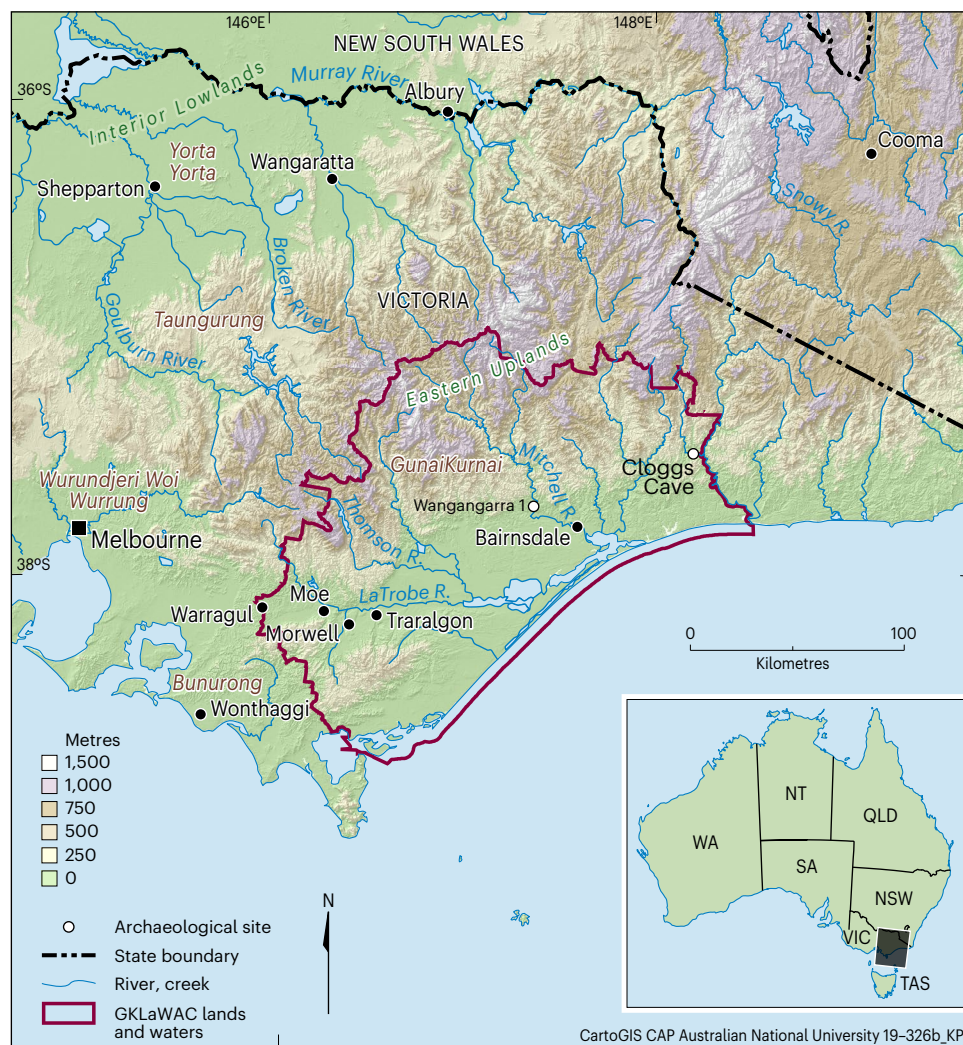 146°E
148°E
NEW SOUTH WALES
36°S
Interior Lowlands
Murray River
Albury
Cooma
Yorta
Yorta
Wangaratta
Shepparton
Snowy R.
Broken River
VICTORIA
Goulburn River
Taungurung
Eastern Uplands
GunaiKurnai
Mitchell R.
Cloggs
Cave
Wurundjeri Woi
Wurrung
Wangangarra 1
Thomson R.
Bairnsdale
Melbourne
38°S
Moe
LaTrobe R.
Warragul
Morwell
Traralgon
0 100
Kilometres
Bunurong
Wonthaggi
Metres
1,500
1,000
750
500
250
0
N
Archaeological site
State boundary
River, creek
GKLaWAC lands
and waters
NT
QLD
WA
SA
NSW
VIC
TAS
CartoGIS CAP Australian National University 19–326b_KP